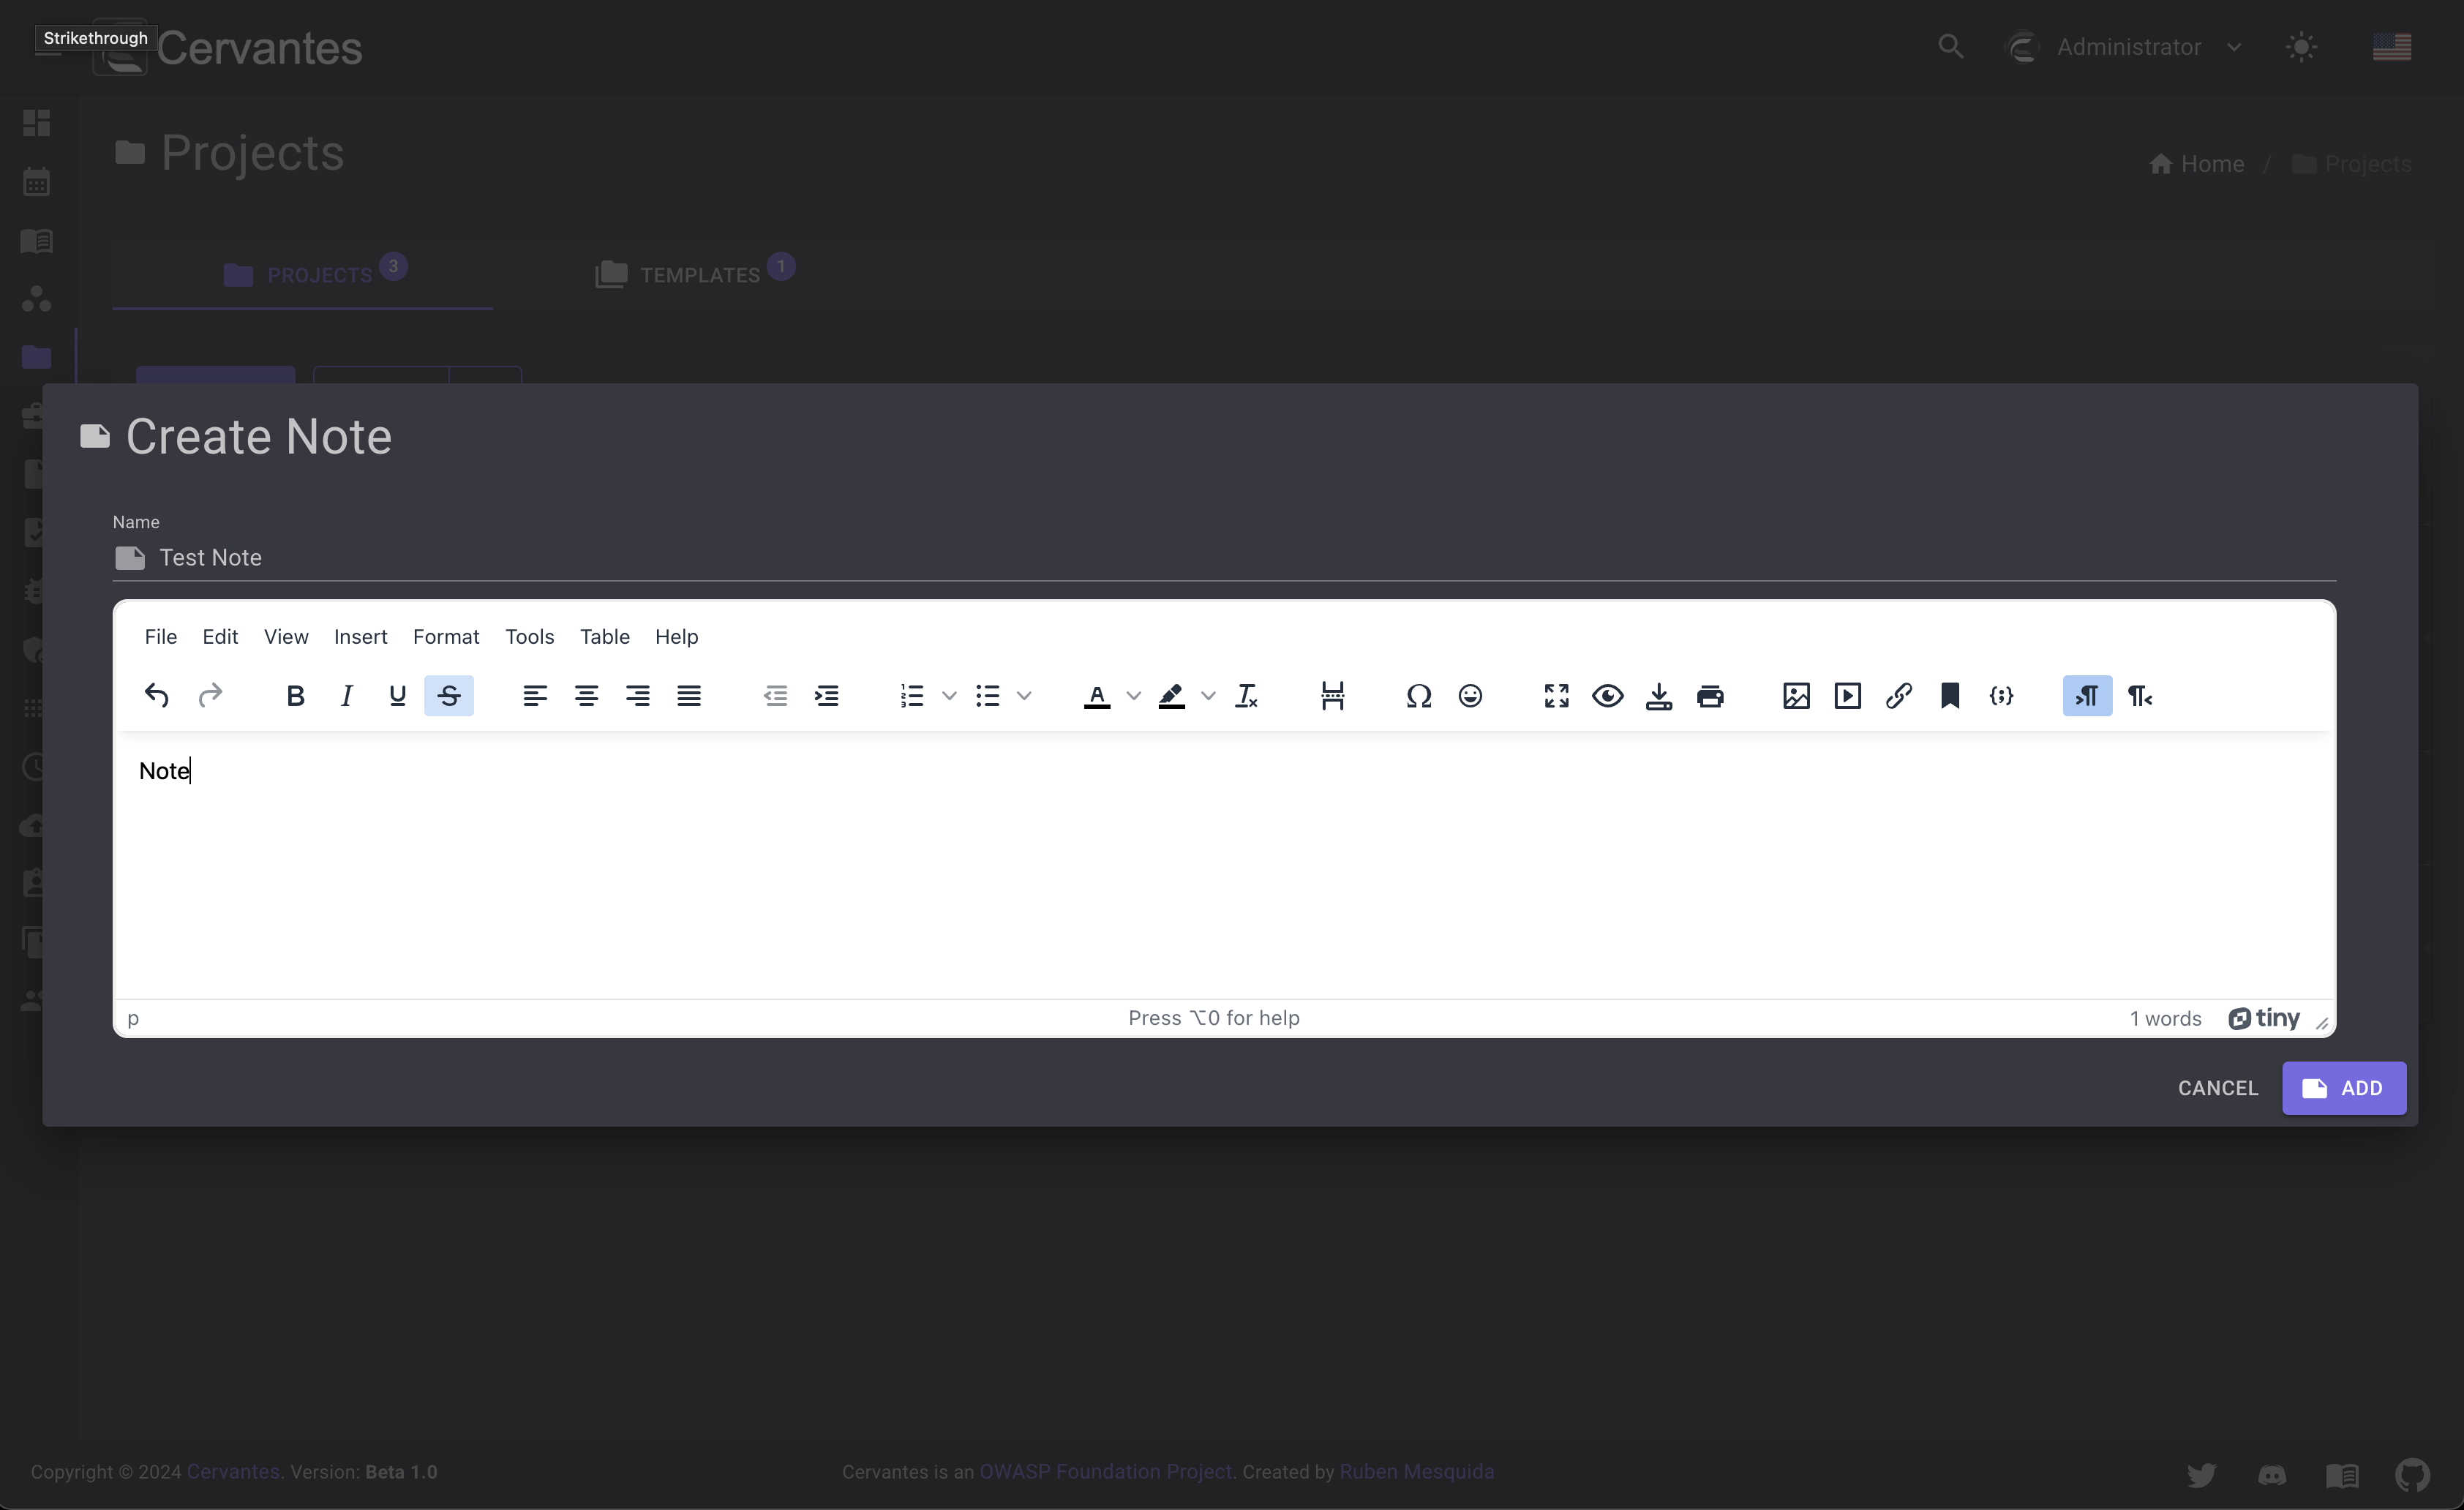 Strikethrough
Cervantes
Administrator
Projects
Home / Projects
PROJECTS 3
TEMPLATES 1
Create Note
Name
Test Note
File Edit View Insert Format Tools Table Help
Note
p
Press ⌥0 for help
1 words
tiny
CANCEL
ADD
Copyright © 2024 Cervantes. Version: Beta 1.0
Cervantes is an OWASP Foundation Project. Created by Ruben Mesquida